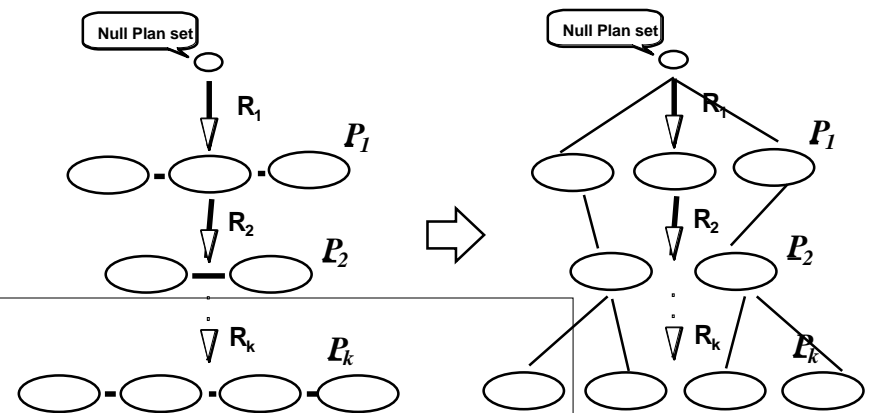 Null Plan set
R1
P1
R2
P2
Rk
Pk
Null Plan set
R1
P1
R2
P2
Rk
Pk